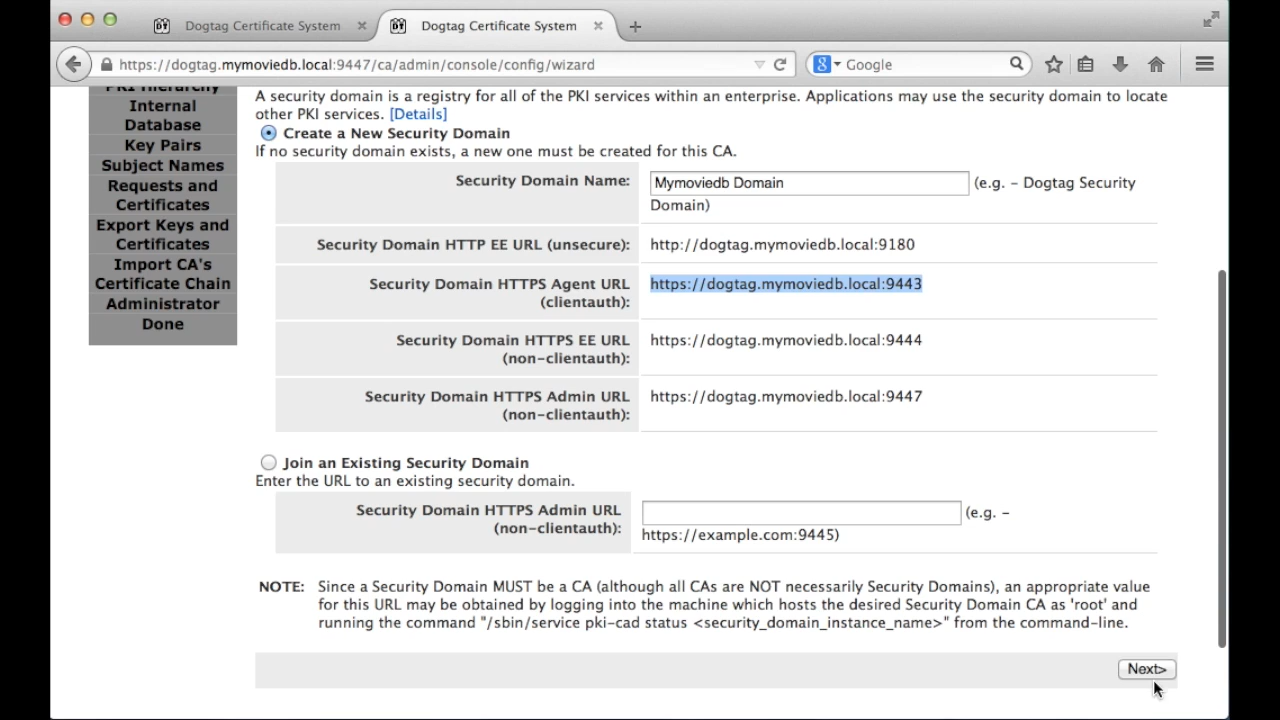 Dogtag Certificate System
Dogtag Certificate System
https://dogtag.mymoviedb.local:9447/ca/admin/console/config/wizard
Google
PKI Hierarchy
Internal
Database
Key Pairs
Subject Names
Requests and
Certificates
Export Keys and
Certificates
Import CA's
Certificate Chain
Administrator
Done
A security domain is a registry for all of the PKI services within an enterprise. Applications may use the security domain to locate
other PKI services. [Details]
Create a New Security Domain
If no security domain exists, a new one must be created for this CA.
Security Domain Name: Mymoviedb Domain (e.g. - Dogtag Security
Domain)
Security Domain HTTP EE URL (unsecure): http://dogtag.mymoviedb.local:9180
Security Domain HTTPS Agent URL https://dogtag.mymoviedb.local:9443
(clientauth):
Security Domain HTTPS EE URL https://dogtag.mymoviedb.local:9444
(non-clientauth):
Security Domain HTTPS Admin URL https://dogtag.mymoviedb.local:9447
(non-clientauth):
Join an Existing Security Domain
Enter the URL to an existing security domain.
Security Domain HTTPS Admin URL (e.g. -
(non-clientauth): https://example.com:9445)
NOTE: Since a Security Domain MUST be a CA (although all CAs are NOT necessarily Security Domains), an appropriate value
for this URL may be obtained by logging into the machine which hosts the desired Security Domain CA as 'root' and
running the command "/sbin/service pki-cad status <security_domain_instance_name>" from the command-line.
Next>